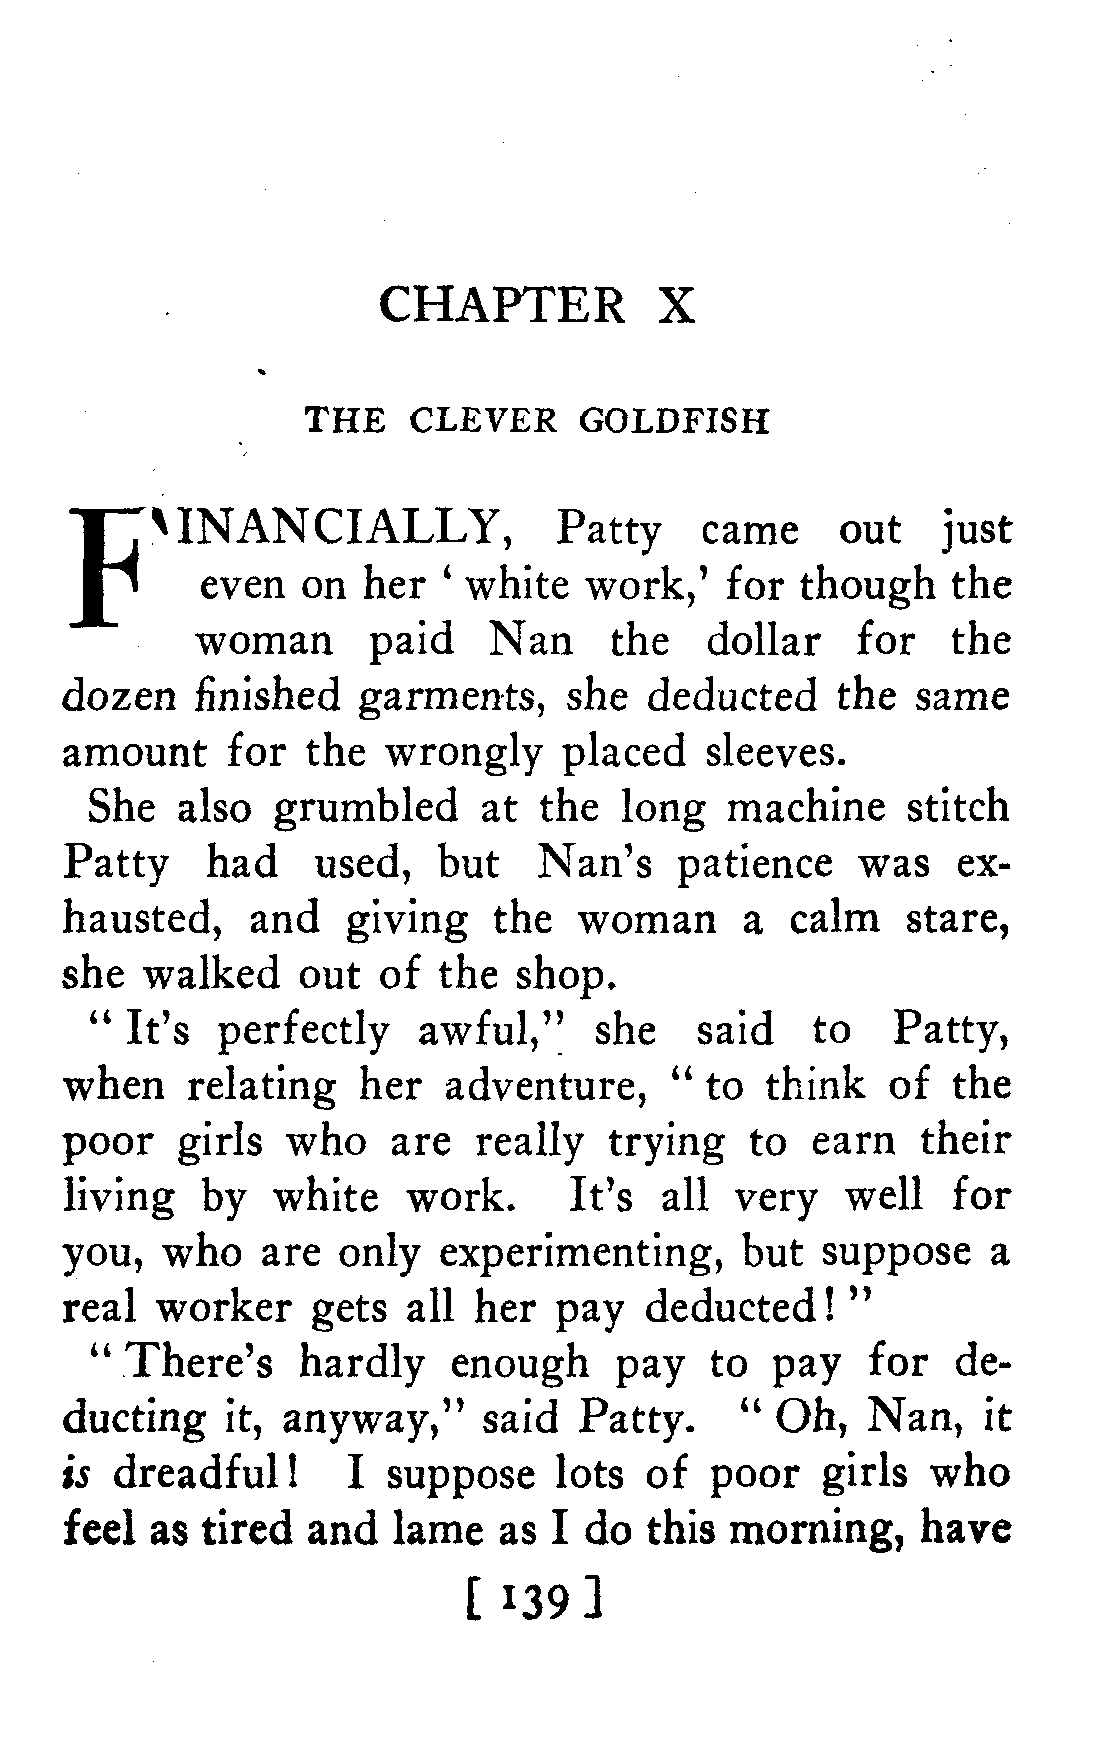 CHAPTER X
THE CLEVER GOLDFISH
FINANCIALLY, Patty came out just
even on her ‘ white work,’ for though the
woman paid Nan the dollar for the
dozen finished garments, she deducted the same
amount for the wrongly placed sleeves.
She also grumbled at the long machine stitch
Patty had used, but Nan’s patience was ex-
hausted, and giving the woman a calm stare,
she walked out of the shop.
“ It’s perfectly awful,” she said to Patty,
when relating her adventure, “ to think of the
poor girls who are really trying to earn their
living by white work. It’s all very well for
you, who are only experimenting, but suppose a
real worker gets all her pay deducted! ”
“ There’s hardly enough pay to pay for de-
ducting it, anyway,” said Patty. “ Oh, Nan, it
is dreadful! I suppose lots of poor girls who
feel as tired and lame as I do this morning, have
[ 139 ]